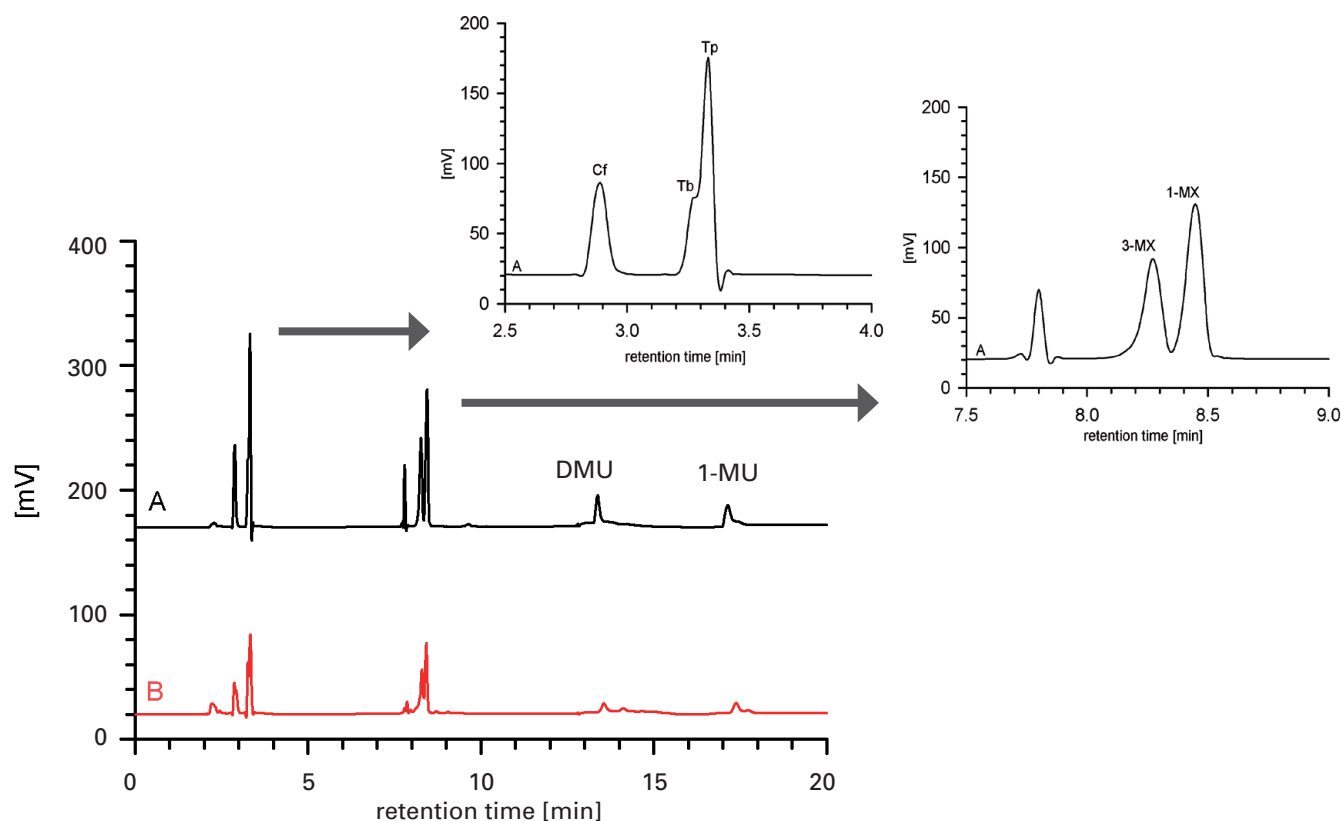 200
150
100
50
0
[mV]
Cf
Tb
Tp
A
2.5 3.0 3.5 4.0
retention time [min]
200
150
100
50
0
[mV]
3-MX
1-MX
A
7.5 8.0 8.5 9.0
retention time [min]
400
300
200
100
0
[mV]
A
DMU
1-MU
B
0 5 10 15 20
retention time [min]